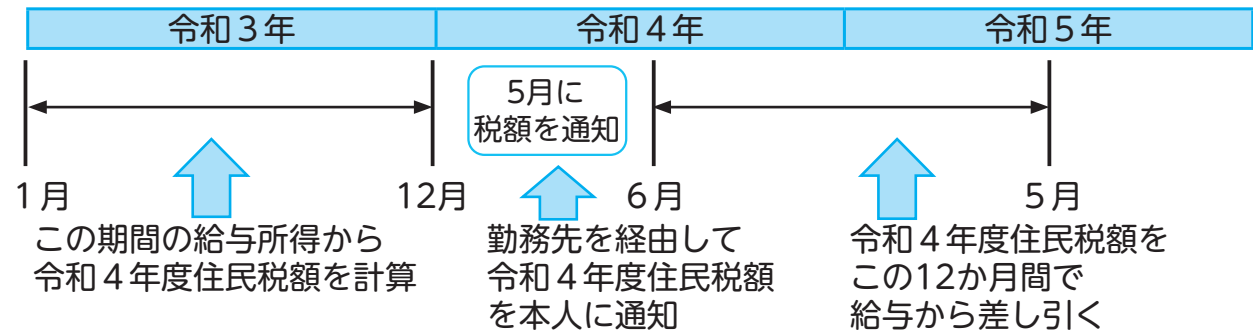 令和３年
令和４年
令和５年
5月に
税額を通知
１月
12月
６月
５月
この期間の給与所得から
令和４年度住民税額を計算
勤務先を経由して
令和４年度住民税額
を本人に通知
令和４年度住民税額を
この12か月間で
給与から差し引く